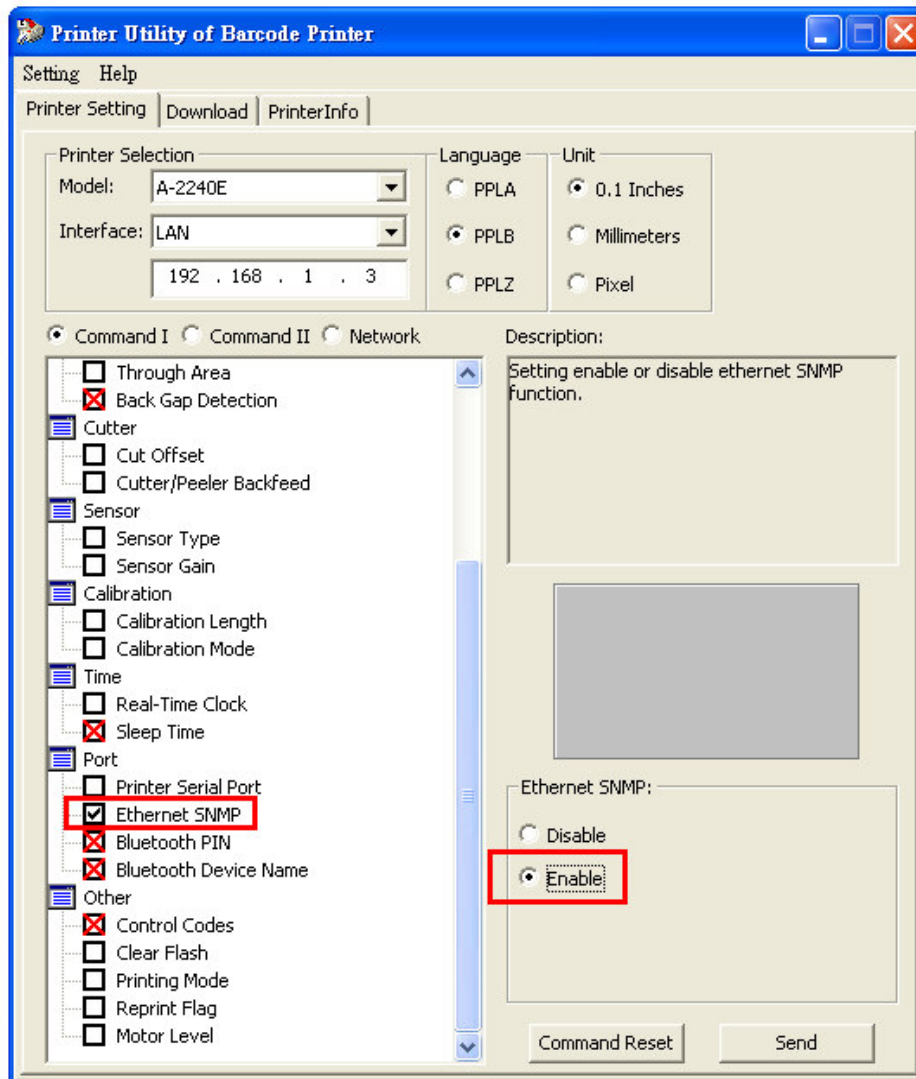 Printer Utility of Barcode Printer
Setting Help
Printer Setting Download PrinterInfo
Printer Selection Language Unit
Model: A-2240E
PPLA 0.1 Inches
Interface: LAN
PPLB Millimeters
192 . 168 . 1 . 3
PPLZ Pixel
Command I Command II Network
Description:
Through Area
Back Gap Detection
Cutter
Cut Offset
Cutter/Peeler Backfeed
Sensor
Sensor Type
Sensor Gain
Calibration
Calibration Length
Calibration Mode
Time
Real-Time Clock
Sleep Time
Port
Printer Serial Port
Ethernet SNMP
Bluetooth PIN
Bluetooth Device Name
Other
Control Codes
Clear Flash
Printing Mode
Reprint Flag
Motor Level
Setting enable or disable ethernet SNMP
function.
Ethernet SNMP:
Disable
Enable
Command Reset Send